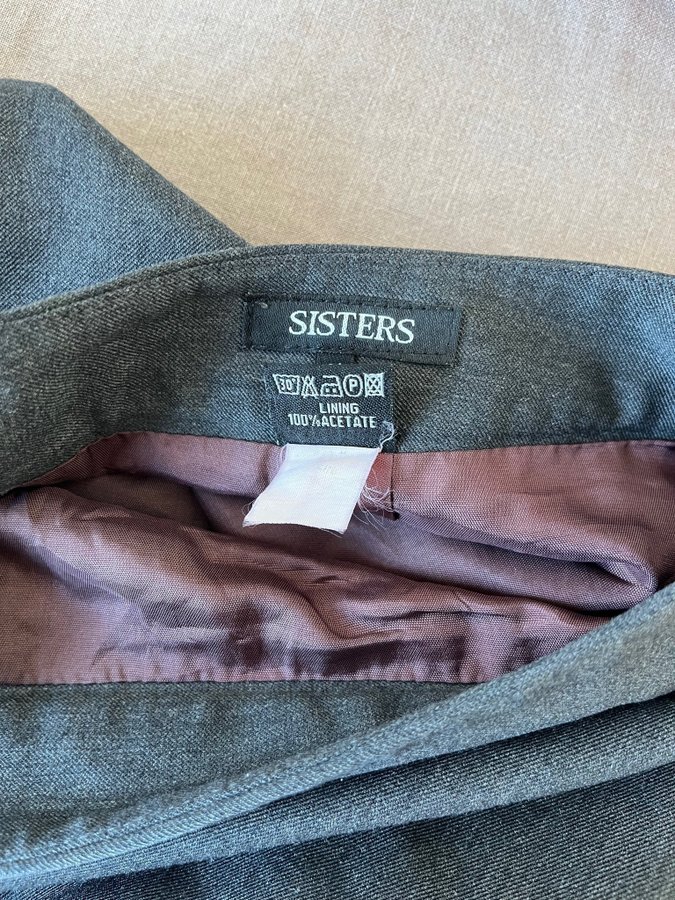 SISTERS
30° P
LINING
100% ACETATE